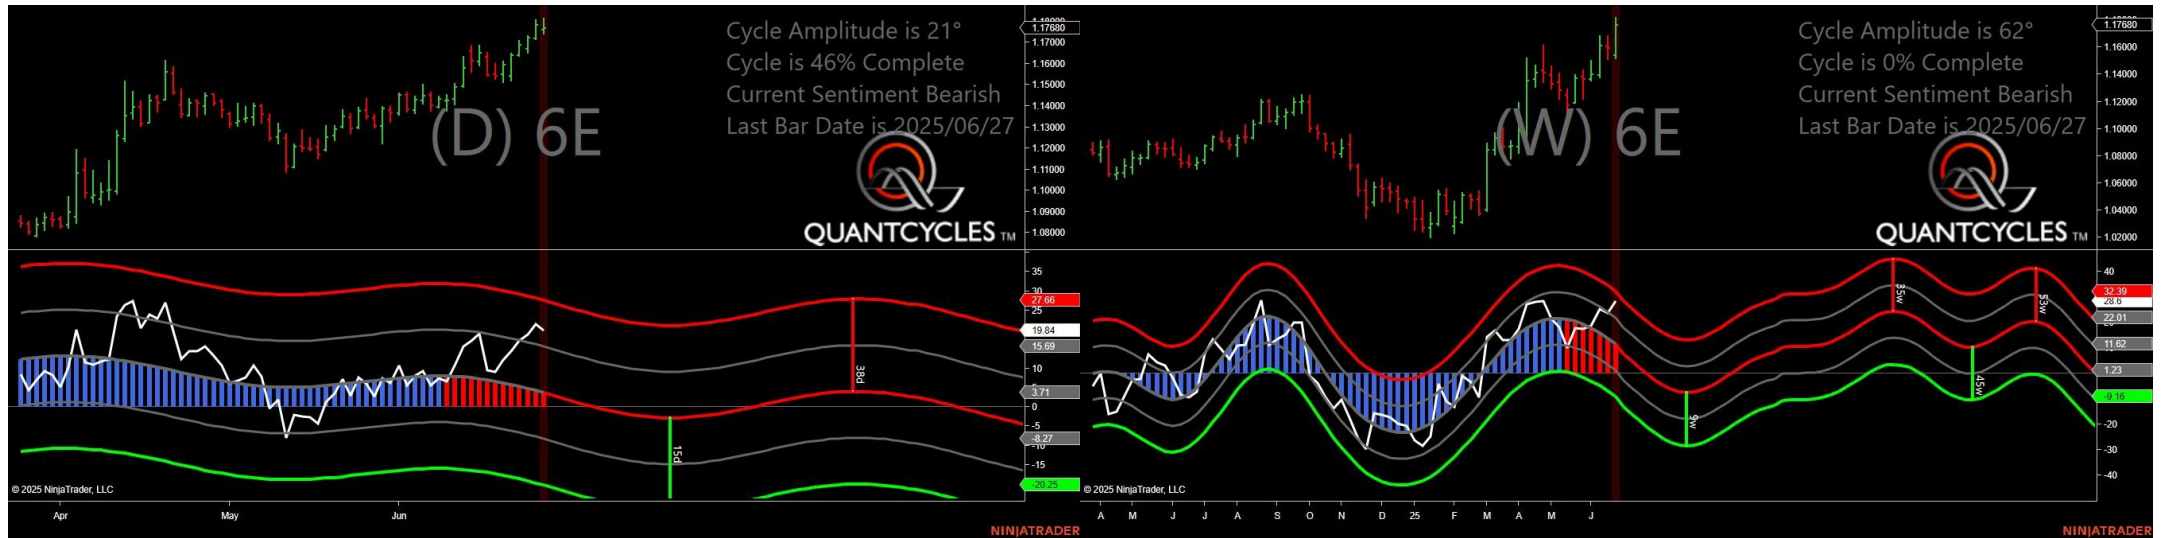 Cycle Amplitude is 21°
Cycle is 46% Complete
Current Sentiment Bearish
Last Bar Date is 2025/06/27
(D) 6E
QUANTCYCLES TM
1.17680
1.17000
1.16000
1.15000
1.14000
1.13000
1.12000
1.10000
1.09000
1.08000
35
30
27.66
25
19.84
15.69
10
3.71
0
-5
-8.27
-15
-20.25
38d
15d
© 2025 NinjaTrader, LLC
Apr
May
Jun
NINJATRADER
Cycle Amplitude is 62°
Cycle is 0% Complete
Current Sentiment Bearish
Last Bar Date is 2025/06/27
(W) 6E
QUANTCYCLES TM
1.17680
1.16000
1.14000
1.12000
1.10000
1.08000
1.06000
1.04000
1.02000
40
32.39
28.6
22.01
11.62
1.23
-9.16
-20
-30
-40
35w
53w
45w
9w
© 2025 NinjaTrader, LLC
A
M
J
J
A
S
O
N
D
25
F
M
A
M
J
NINJATRADER